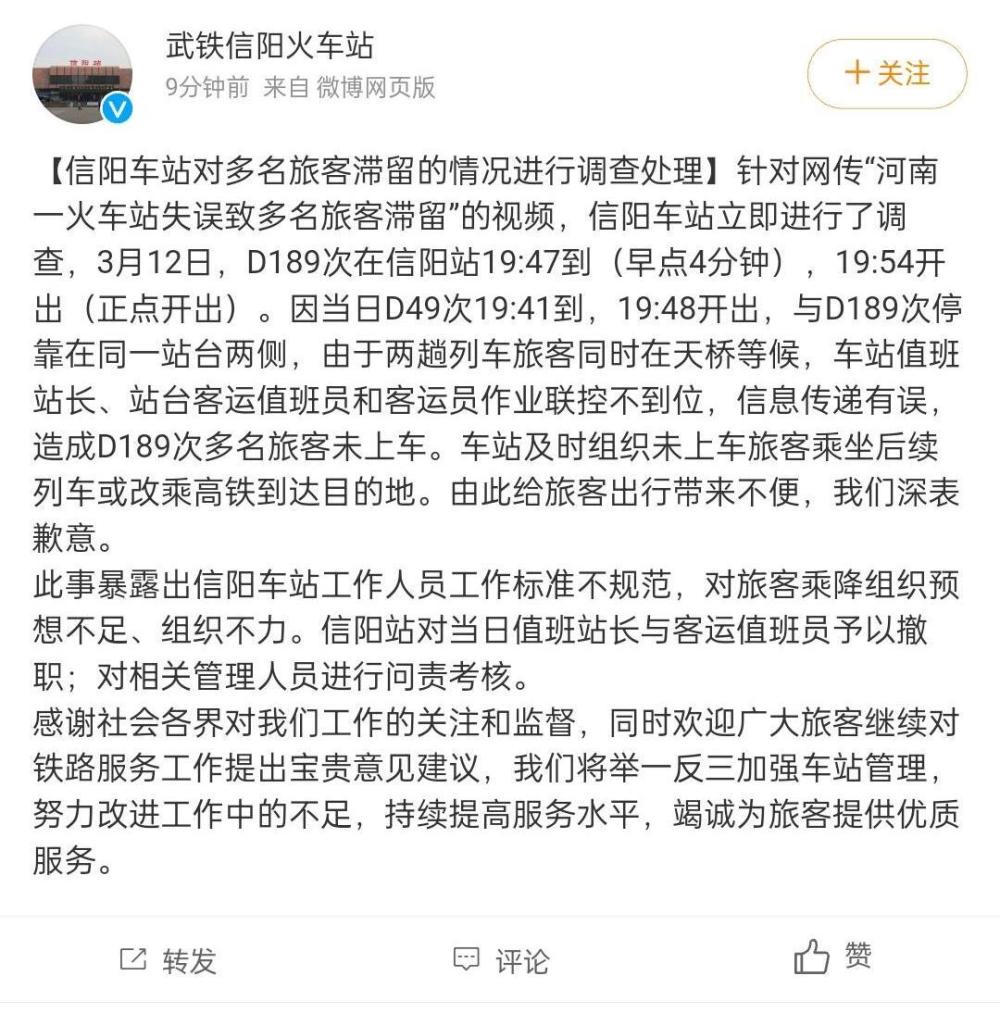 武铁信阳火车站
9分钟前 来自 微博网页版
+关注
【信阳车站对多名旅客滞留的情况进行调查处理】针对网传“河南
一火车站失误致多名旅客滞留”的视频，信阳车站立即进行了调
查，3月12日，D189次在信阳站19:47到（早点4分钟），19:54开
出（正点开出）。因当日D49次19:41到，19:48开出，与D189次停
靠在同一站台两侧，由于两趟列车旅客同时在天桥等候，车站值班
站长、站台客运值班员和客运员作业联控不到位，信息传递有误，
造成D189次多名旅客未上车。车站及时组织未上车旅客乘坐后续
列车或改乘高铁到达目的地。由此给旅客出行带来不便，我们深表
歉意。
此事暴露出信阳车站工作人员工作标准不规范，对旅客乘降组织预
想不足、组织不力。信阳站对当日值班站长与客运值班员予以撤
职；对相关管理人员进行问责考核。
感谢社会各界对我们工作的关注和监督，同时欢迎广大旅客继续对
铁路服务工作提出宝贵意见建议，我们将举一反三加强车站管理，
努力改进工作中的不足，持续提高服务水平，竭诚为旅客提供优质
服务。
转发 评论 赞